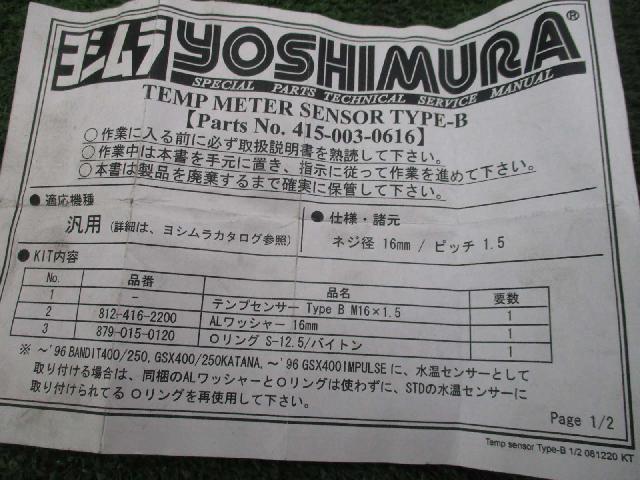 ヨシムラ YOSHIMURA®
SPECIAL PARTS TECHNICAL SERVICE MANUAL
TEMP METER SENSOR TYPE-B
【Parts No. 415-003-0616】
○作業に入る前に必ず取扱説明書を熟読して下さい。
○作業中は本書を手元に置き、指示に従って作業を進めて下さい。
○本書は製品を廃棄するまで確実に保管して下さい。
●適応機種
汎用 (詳細は、ヨシムラカタログ参照)
●仕様・諸元
ネジ径 16mm / ピッチ 1.5
●KIT内容
No. 品番 品名 要数
1 - テンプセンサー Type B M16×1.5 1
2 812-416-2200 ALワッシャー 16mm 1
3 879-015-0120 Oリング S-12.5/バイトン 1
※ ～'96 BANDIT400/250, GSX400/250KATANA, ～'96 GSX400IMPULSE に、水温センサーとして
取り付ける場合は、同梱のALワッシャーとOリングは使わずに、STDの水温センサーに
取り付けられてる Oリングを再使用して下さい。
Page 1/2
Temp sensor Type-B 1/2 081220 KT